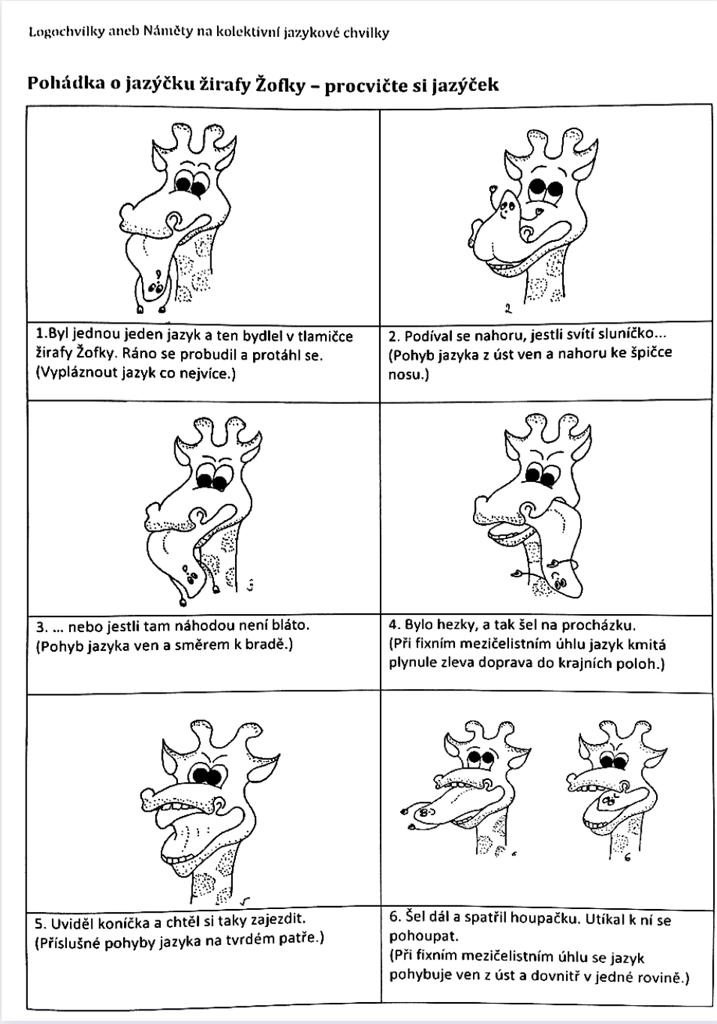 Logochvilky aneb Náměty na kolektivní jazykové chvilky
Pohádka o jazýčku žirafy Žofky – procvičte si jazýček
2
1.Byl jednou jeden jazyk a ten bydlel v tlamičce
žirafy Žofky. Ráno se probudil a protáhl se.
(Vypláznout jazyk co nejvíce.)
2. Podíval se nahoru, jestli svítí sluníčko...
(Pohyb jazyka z úst ven a nahoru ke špičce
nosu.)
3
3. ... nebo jestli tam náhodou není bláto.
(Pohyb jazyka ven a směrem k bradě.)
4. Bylo hezky, a tak šel na procházku.
(Při fixním mezičelistním úhlu jazyk kmitá
plynule zleva doprava do krajních poloh.)
5
6
5. Uviděl koníčka a chtěl si taky zajezdit.
(Příslušné pohyby jazyka na tvrdém patře.)
6. Šel dál a spatřil houpačku. Utíkal k ní se
pohoupat.
(Při fixním mezičelistním úhlu se jazyk
pohybuje ven z úst a dovnitř v jedné rovině.)